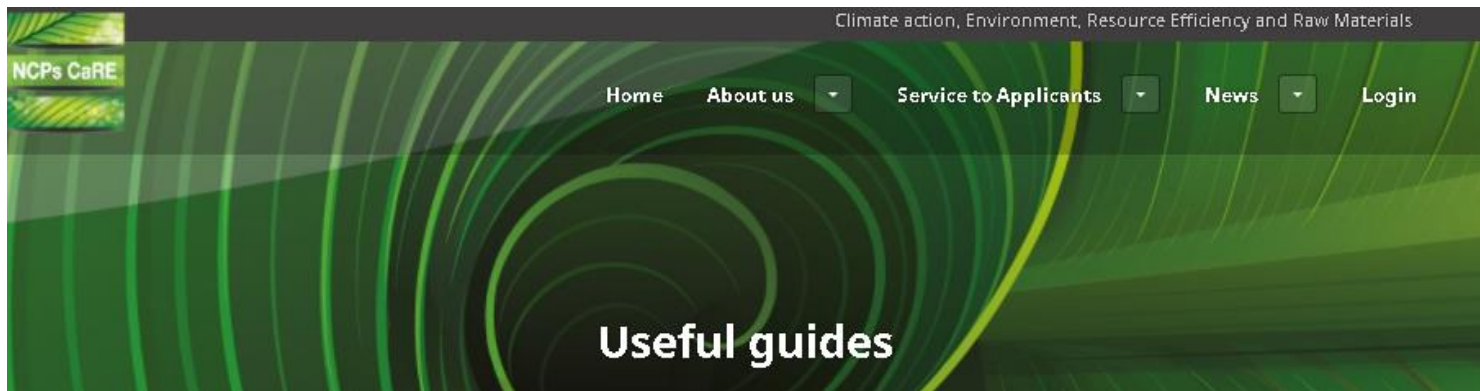 Climate action, Environment, Resource Efficiency and Raw Materials
NCPs CaRE
Home About us Service to Applicants News Login
Useful guides